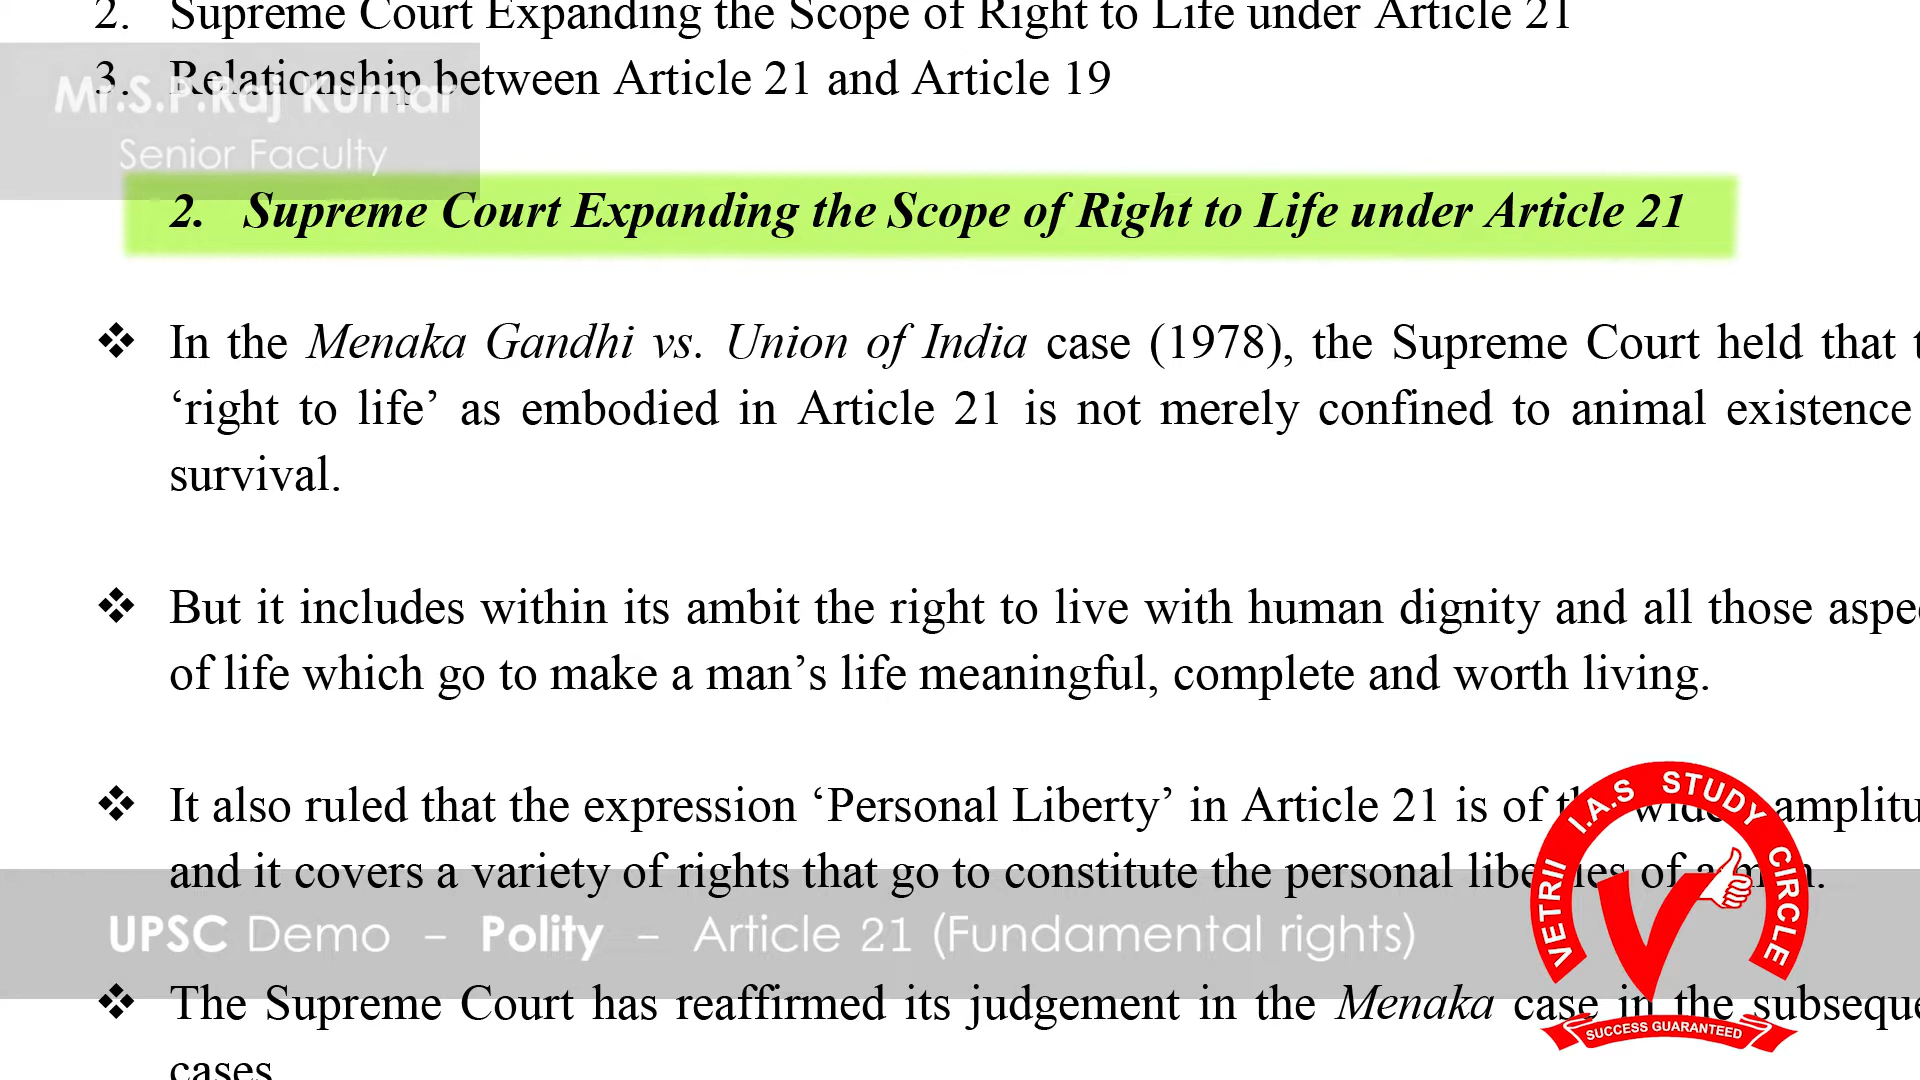 2. Supreme Court Expanding the Scope of Right to Life under Article 21
3. Relationship between Article 21 and Article 19
Mr.S.P.Raj Kumar
Senior Faculty
2. Supreme Court Expanding the Scope of Right to Life under Article 21
❖ In the Menaka Gandhi vs. Union of India case (1978), the Supreme Court held that
‘right to life’ as embodied in Article 21 is not merely confined to animal existence
survival.
❖ But it includes within its ambit the right to live with human dignity and all those
of life which go to make a man’s life meaningful, complete and worth living.
❖ It also ruled that the expression ‘Personal Liberty’ in Article 21 is of
and it covers a variety of rights that go to constitute the personal liberties of a man.
UPSC Demo - Polity - Article 21 (Fundamental rights)
❖ The Supreme Court has reaffirmed its judgement in the Menaka case in the
cases
VETRII I.A.S STUDY CIRCLE
SUCCESS GUARANTEED